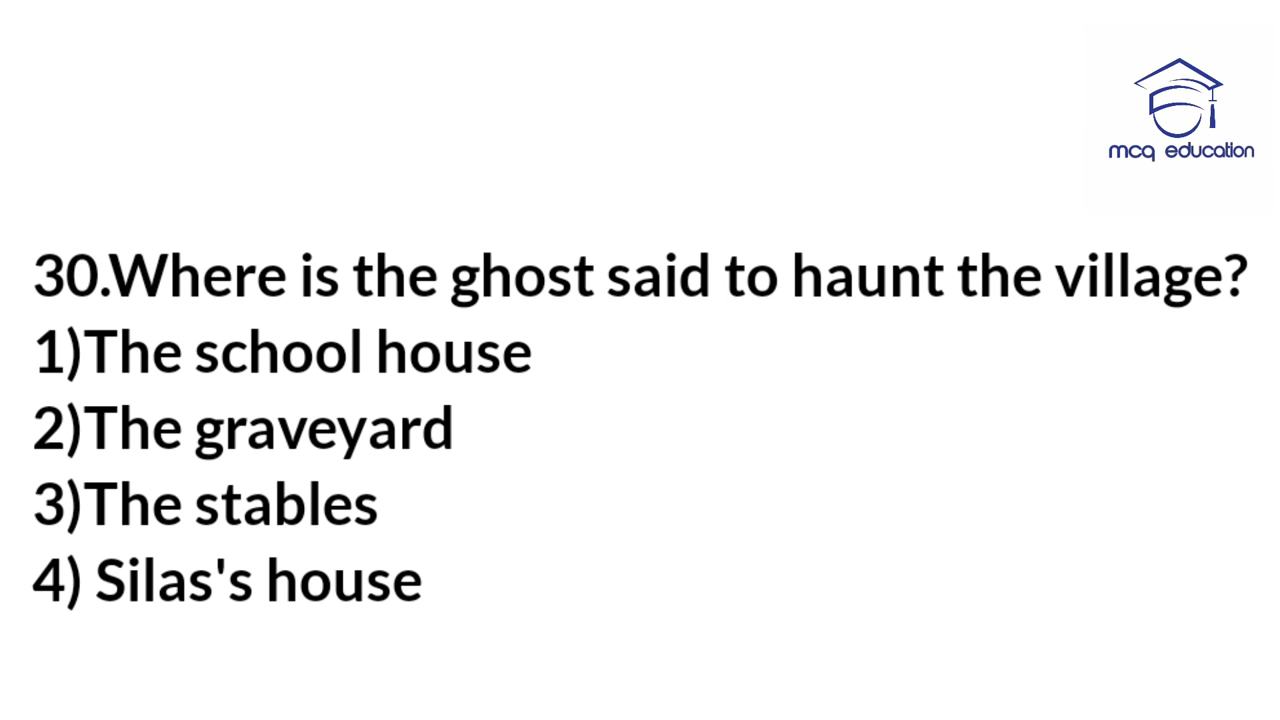 mcq education
30.Where is the ghost said to haunt the village?
1)The school house
2)The graveyard
3)The stables
4) Silas's house